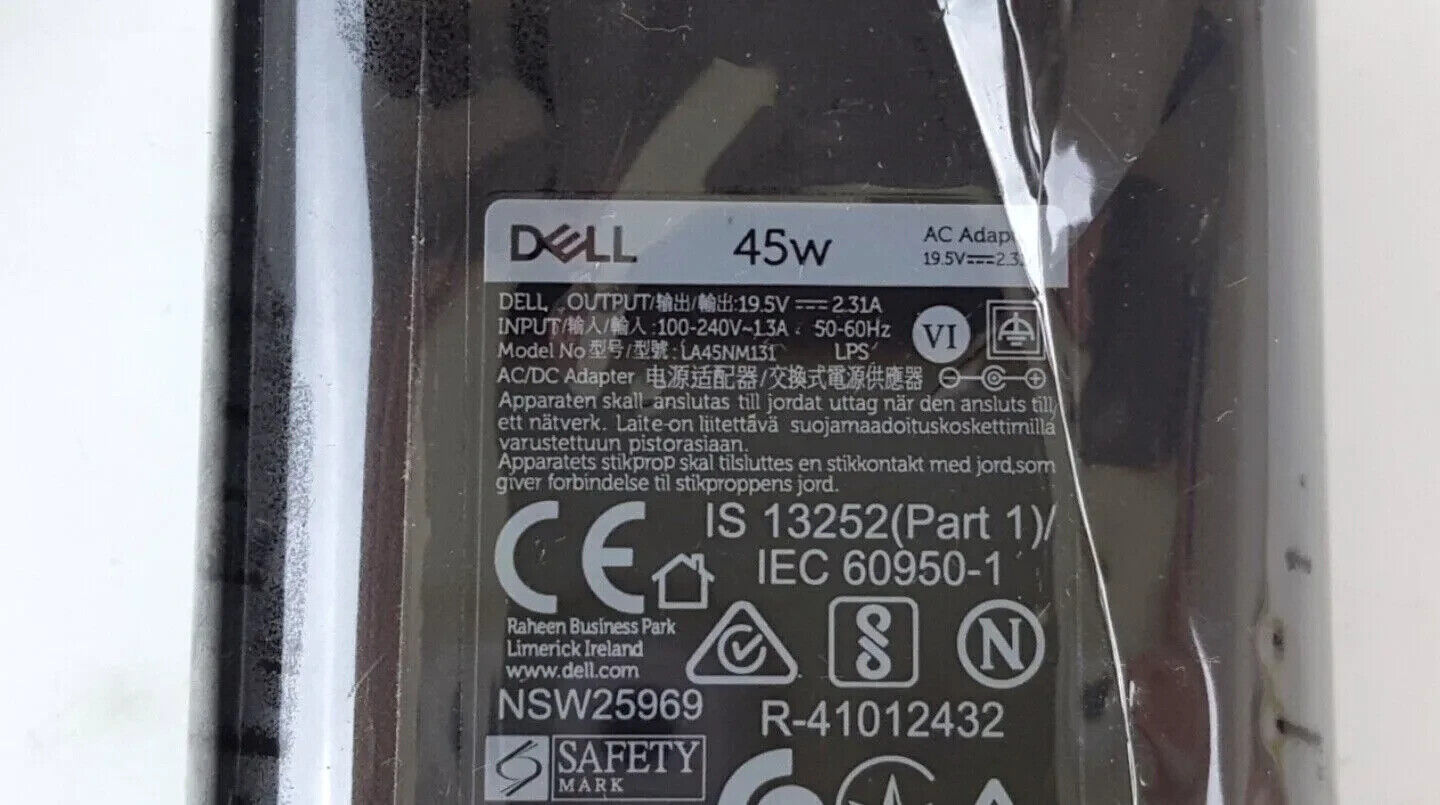 DELL 45W AC
19.5V⎓2.3
DELL OUTPUT/输出/輸出:19.5V ⎓ 2.31A
INPUT/输入/輸入:100-240V~1.3A 50-60Hz VI
Model No 型号/型號: LA45NM131 LPS
AC/DC Adapter 电源适配器/交換式電源供應器
Apparaten skall anslutas till jordat uttag när den ansluts till
ett nätverk. Laite on liitettävä suojamaadoituskoskettimilla
varustettuun pistorasiaan.
Apparatets stikprop skal tilsluttes en stikkontakt med jord,som
giver forbindelse til stikproppens jord.
CE IS 13252(Part 1)/
IEC 60950-1
Raheen Business Park
Limerick Ireland
www.dell.com
N
NSW25969
R-41012432
SAFETY
MARK